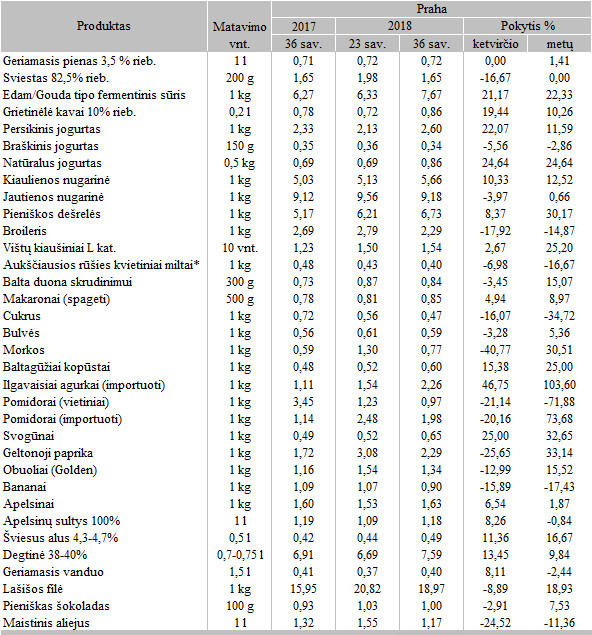 Produktas Matavimo vnt. Praha
2017 2018 Pokytis %
36 sav. 23 sav. 36 sav. ketvirčio metų
Geriamasis pienas 3,5 % rieb. 1 l 0,71 0,72 0,72 0,00 1,41
Sviestas 82,5% rieb. 200 g 1,65 1,98 1,65 -16,67 0,00
Edam/Gouda tipo fermentinis sūris 1 kg 6,27 6,33 7,67 21,17 22,33
Grietinėlė kavai 10% rieb. 0,2 l 0,78 0,72 0,86 19,44 10,26
Persikinis jogurtas 1 kg 2,33 2,13 2,60 22,07 11,59
Braškinis jogurtas 150 g 0,35 0,36 0,34 -5,56 -2,86
Natūralus jogurtas 0,5 kg 0,69 0,69 0,86 24,64 24,64
Kiaulienos nugarinė 1 kg 5,03 5,13 5,66 10,33 12,52
Jautienos nugarinė 1 kg 9,12 9,56 9,18 -3,97 0,66
Pieniškos dešrelės 1 kg 5,17 6,21 6,73 8,37 30,17
Broileris 1 kg 2,69 2,79 2,29 -17,92 -14,87
Vištų kiaušiniai L kat. 10 vnt. 1,23 1,50 1,54 2,67 25,20
Aukščiausios rūšies kvietiniai miltai* 1 kg 0,48 0,43 0,40 -6,98 -16,67
Balta duona skrudinimui 300 g 0,73 0,87 0,84 -3,45 15,07
Makaronai (spageti) 500 g 0,78 0,81 0,85 4,94 8,97
Cukrus 1 kg 0,72 0,56 0,47 -16,07 -34,72
Bulvės 1 kg 0,56 0,61 0,59 -3,28 5,36
Morkos 1 kg 0,59 1,30 0,77 -40,77 30,51
Baltagūžiai kopūstai 1 kg 0,48 0,52 0,60 15,38 25,00
Ilgavaisiai agurkai (importuoti) 1 kg 1,11 1,54 2,26 46,75 103,60
Pomidorai (vietiniai) 1 kg 3,45 1,23 0,97 -21,14 -71,88
Pomidorai (importuoti) 1 kg 1,14 2,48 1,98 -20,16 73,68
Svogūnai 1 kg 0,49 0,52 0,65 25,00 32,65
Geltonoji paprika 1 kg 1,72 3,08 2,29 -25,65 33,14
Obuoliai (Golden) 1 kg 1,16 1,54 1,34 -12,99 15,52
Bananai 1 kg 1,09 1,07 0,90 -15,89 -17,43
Apelsinai 1 kg 1,60 1,53 1,63 6,54 1,87
Apelsinų sultys 100% 1 l 1,19 1,09 1,18 8,26 -0,84
Šviesus alus 4,3-4,7% 0,5 l 0,42 0,44 0,49 11,36 16,67
Degtinė 38-40% 0,7-0,75 l 6,91 6,69 7,59 13,45 9,84
Geriamasis vanduo 1,5 l 0,41 0,37 0,40 8,11 -2,44
Lašišos filė 1 kg 15,95 20,82 18,97 -8,89 18,93
Pieniškas šokoladas 100 g 0,93 1,03 1,00 -2,91 7,53
Maistinis aliejus 1 l 1,32 1,55 1,17 -24,52 -11,36